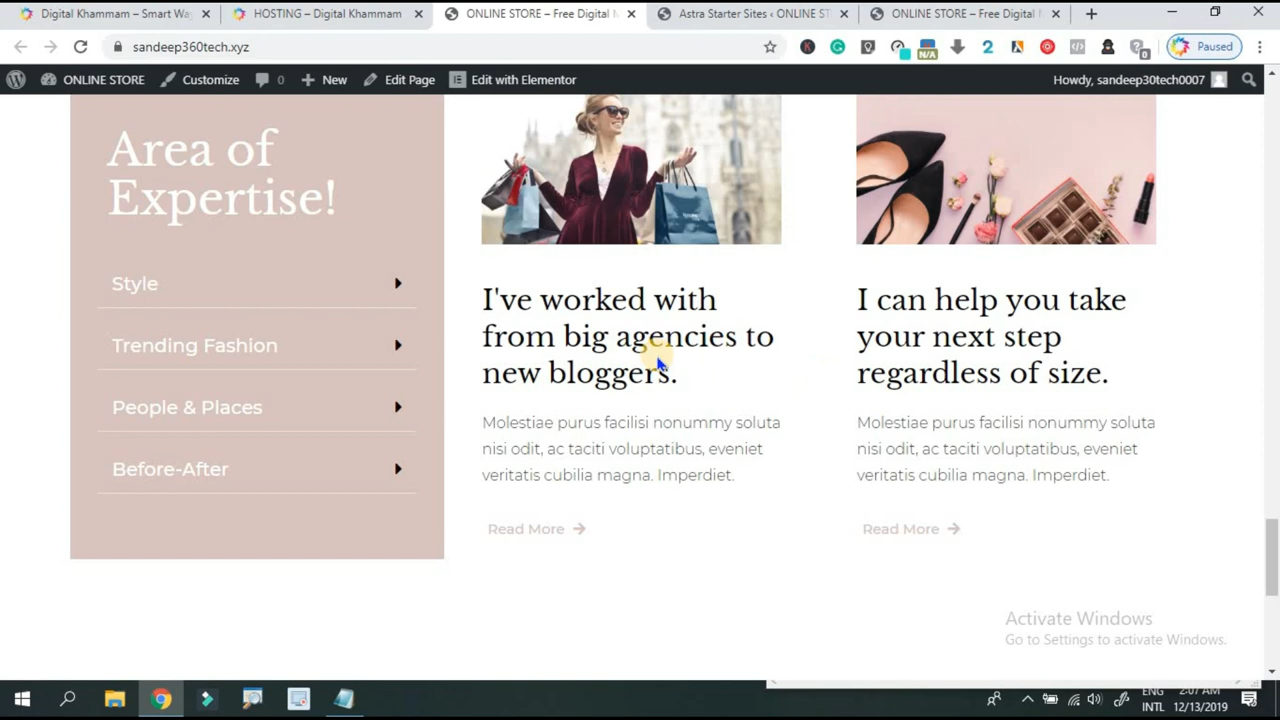 Digital Khammam – Smart Wa
HOSTING – Digital Khammam
ONLINE STORE – Free Digital
Astra Starter Sites ‹ ONLINE ST
ONLINE STORE – Free Digital M
sandeep360tech.xyz
N/A
2
0
Paused
ONLINE STORE
Customize
0
New
Edit Page
Edit with Elementor
Howdy, sandeep30tech0007
Area of
Expertise!
Style
Trending Fashion
People & Places
Before-After
I've worked with
from big agencies to
new bloggers.
Molestiae purus facilisi nonummy soluta
nisi odit, ac taciti voluptatibus, eveniet
veritatis cubilia magna. Imperdiet.
Read More
I can help you take
your next step
regardless of size.
Molestiae purus facilisi nonummy soluta
nisi odit, ac taciti voluptatibus, eveniet
veritatis cubilia magna. Imperdiet.
Read More
Activate Windows
Go to Settings to activate Windows.
ENG
INTL
2:07 AM
12/13/2019